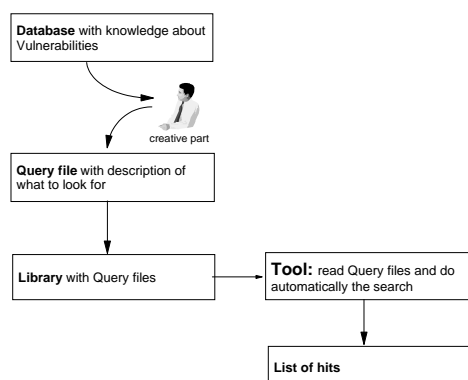 Database with knowledge about
Vulnerabilities
creative part
Query file with description of
what to look for
Library with Query files
Tool: read Query files and do
automatically the search
List of hits